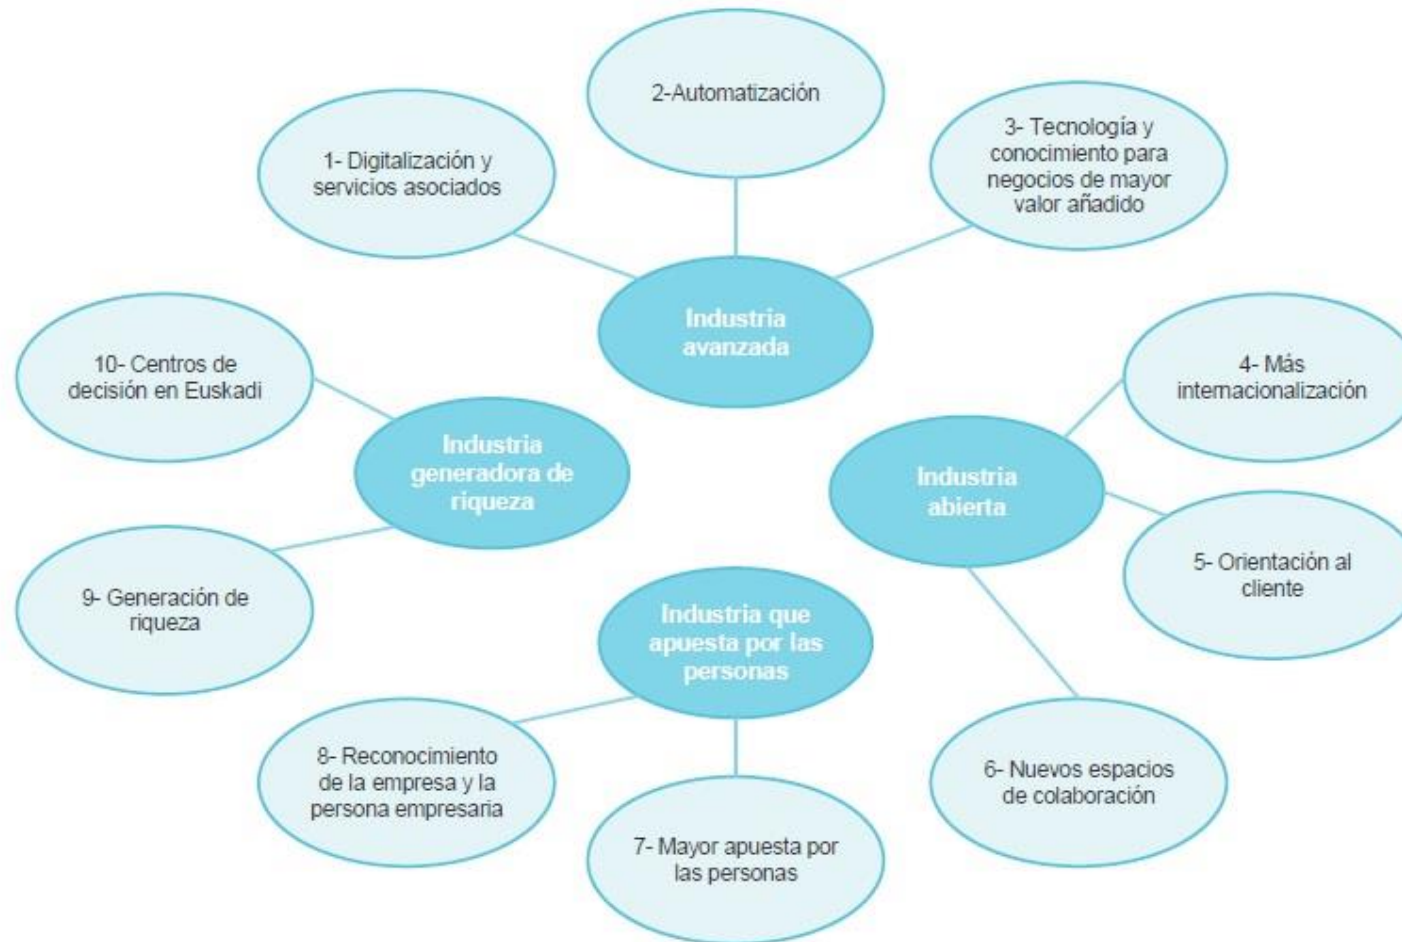 2-Automatización
1- Digitalización y
servicios asociados
3- Tecnología y
conocimiento para
negocios de mayor
valor añadido
Industria
avanzada
10- Centros de
decisión en Euskadi
4- Más
internacionalización
Industria
generadora de
riqueza
Industria
abierta
5- Orientación al
cliente
9- Generación de
riqueza
Industria que
apuesta por las
personas
8- Reconocimiento
de la empresa y la
persona empresaria
6- Nuevos espacios
de colaboración
7- Mayor apuesta por
las personas